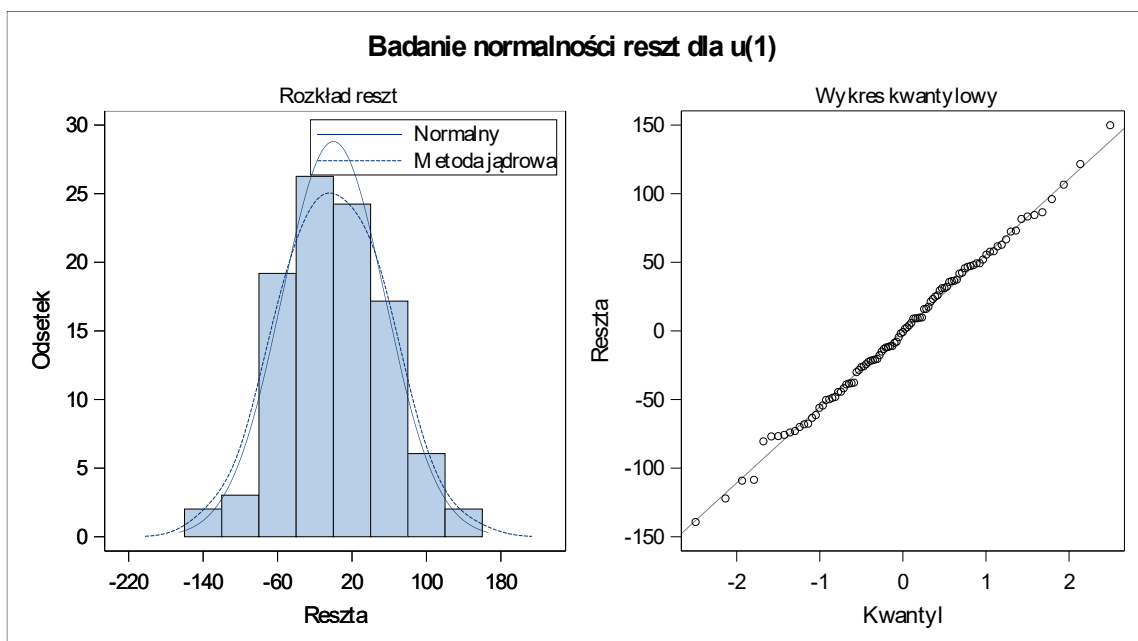 Badanie normalności reszt dla u(1)
Rozkład reszt
30
25
20
15
10
5
0
Odsetek
Normalny
Metoda jądrowa
-220 -140 -60 20 100 180
Reszta
Wykres kwantylowy
150
100
50
0
-50
-100
-150
Reszta
-2 -1 0 1 2
Kwantyl